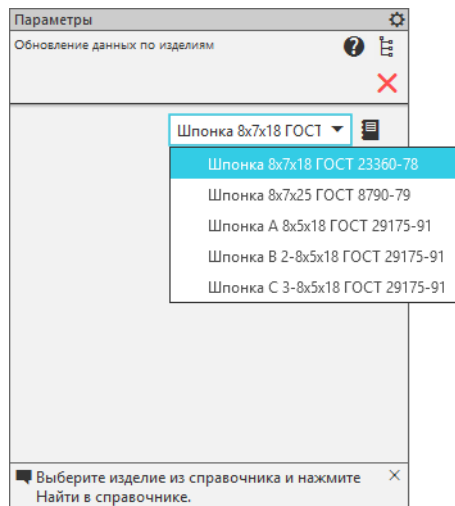 Параметры
Обновление данных по изделиям
Шпонка 8x7x18 ГОСТ
Шпонка 8x7x18 ГОСТ 23360-78
Шпонка 8x7x25 ГОСТ 8790-79
Шпонка A 8x5x18 ГОСТ 29175-91
Шпонка B 2-8x5x18 ГОСТ 29175-91
Шпонка C 3-8x5x18 ГОСТ 29175-91
Выберите изделие из справочника и нажмите
Найти в справочнике.